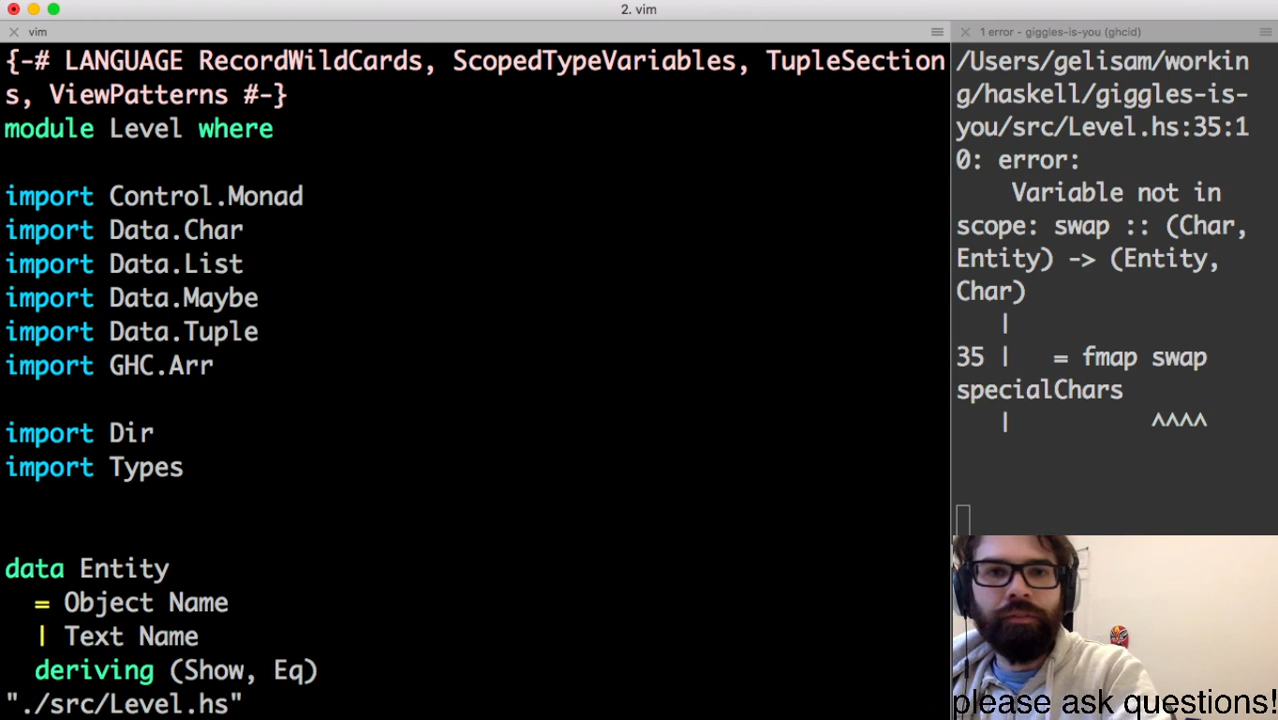 2. vim
vim
{-# LANGUAGE RecordWildCards, ScopedTypeVariables, TupleSection
s, ViewPatterns #-}
module Level where
import Control.Monad
import Data.Char
import Data.List
import Data.Maybe
import Data.Tuple
import GHC.Arr
import Dir
import Types
data Entity
= Object Name
| Text Name
deriving (Show, Eq)
"./src/Level.hs"
1 error - giggles-is-you (ghcid)
/Users/gelisam/workin
g/haskell/giggles-is-
you/src/Level.hs:35:1
0: error:
Variable not in
scope: swap :: (Char,
Entity) -> (Entity,
Char)
|
35 | = fmap swap
specialChars
| ^^^^
please ask questions!